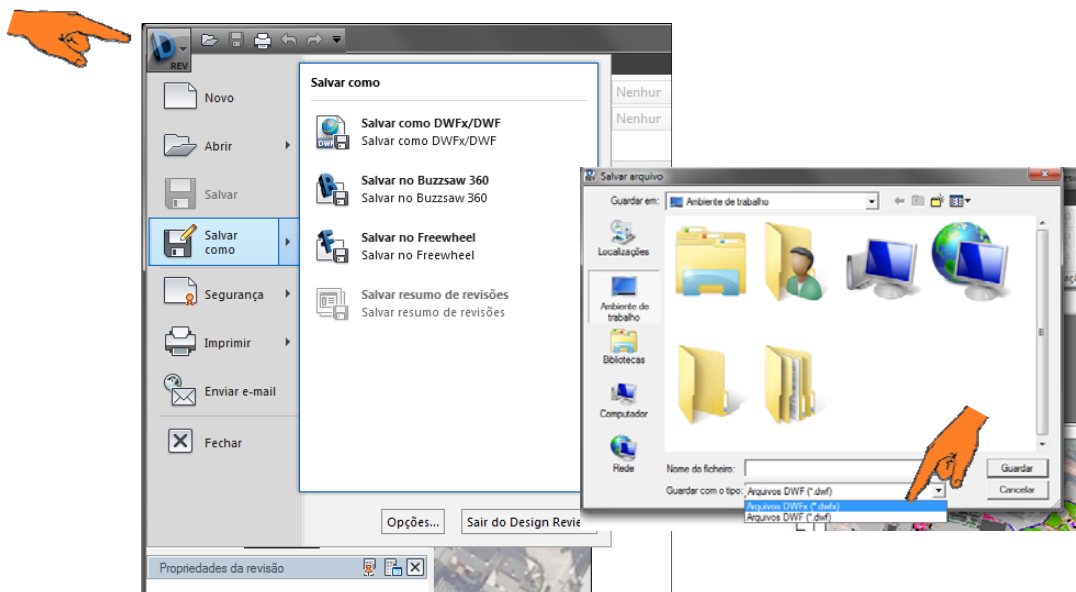 REV
Novo
Abrir
Salvar
Salvar
como
Segurança
Imprimir
Enviar e-mail
Fechar
Salvar como
Salvar como DWFx/DWF
Salvar como DWFx/DWF
Salvar no Buzzsaw 360
Salvar no Buzzsaw 360
Salvar no Freewheel
Salvar no Freewheel
Salvar resumo de revisões
Salvar resumo de revisões
Opções...
Sair do Design Revie
Nenhur
Nenhur
Propriedades da revisão
Salvar arquivo
Guardar em:
Ambiente de trabalho
Localizações
Ambiente de
trabalho
Bibliotecas
Computador
Rede
Nome do ficheiro:
Guardar
Guardar com o tipo:
Arquivos DWF (*.dwf)
Cancelar
Arquivos DWFx (*.dwfx)
Arquivos DWF (*.dwf)